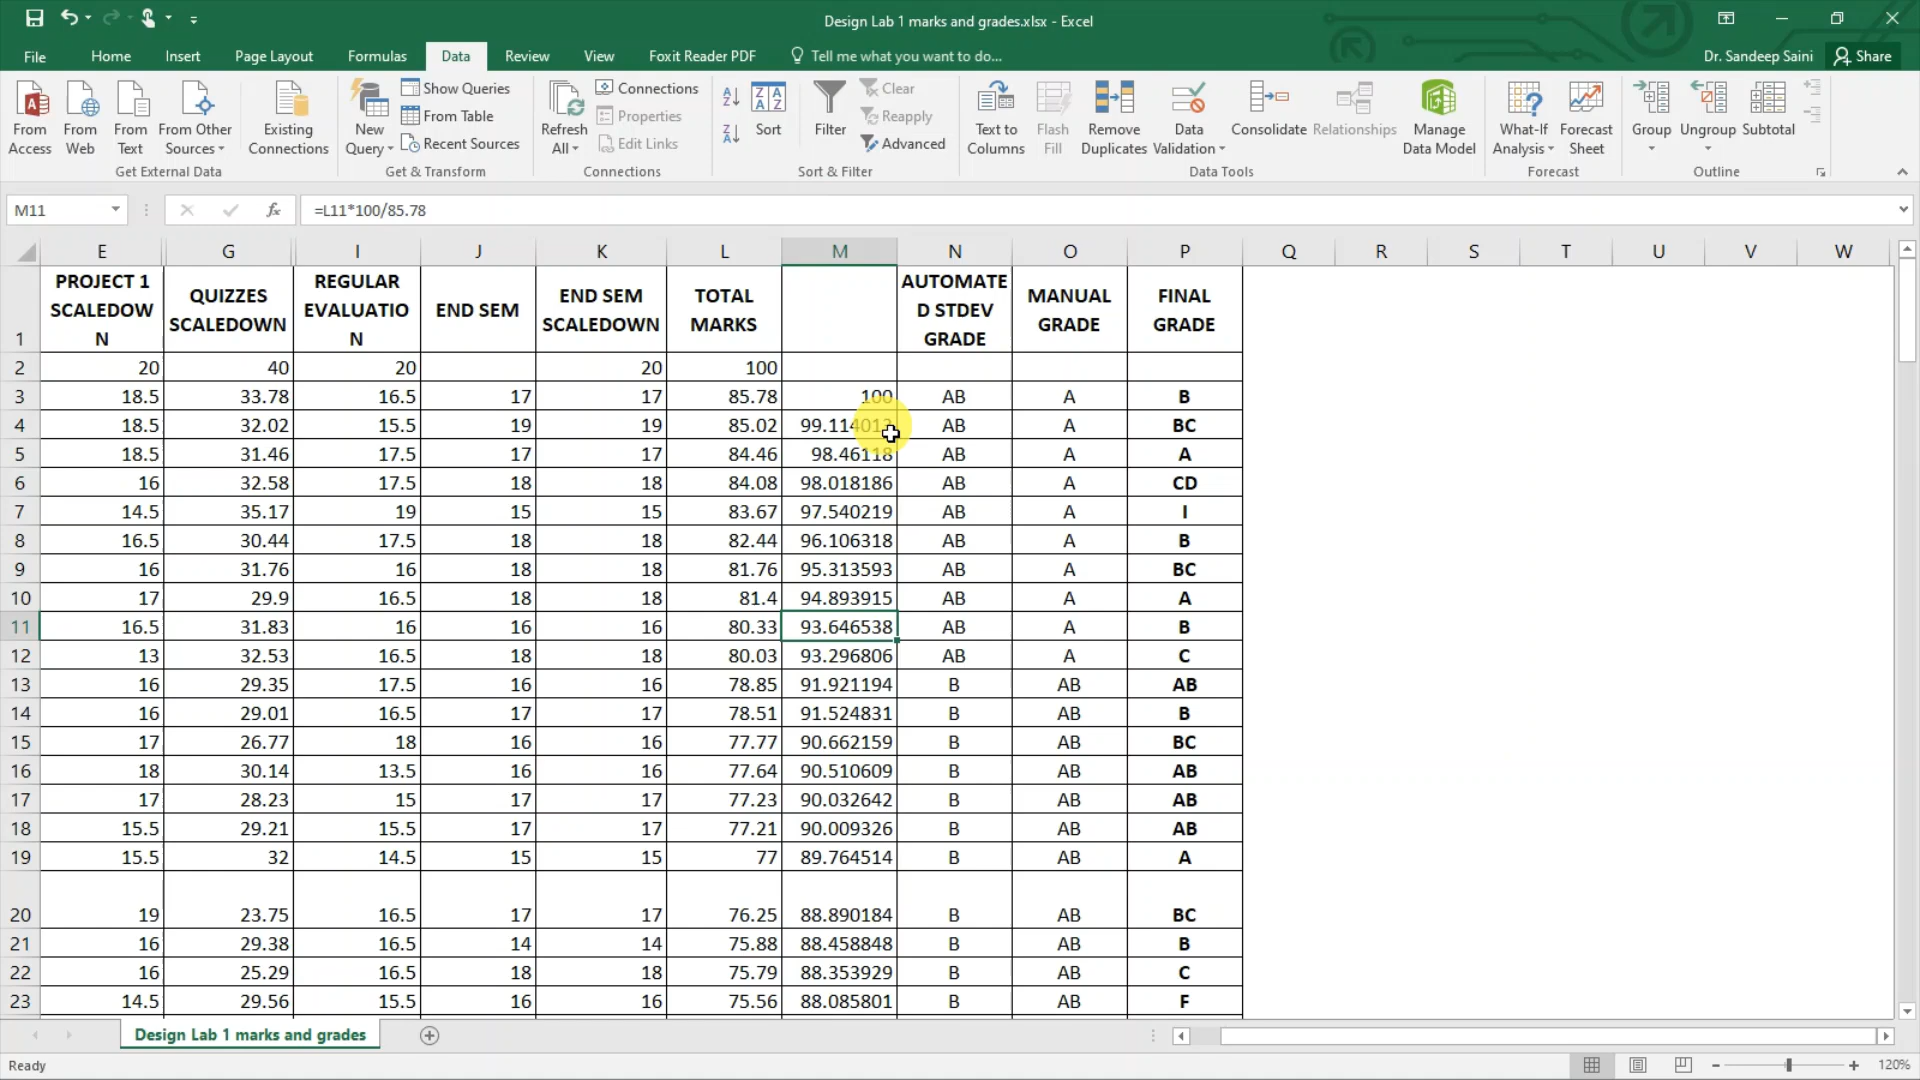 Design Lab 1 marks and grades.xlsx - Excel
File Home Insert Page Layout Formulas Data Review View Foxit Reader PDF Tell me what you want to do... Dr. Sandeep Saini Share
From Access
From Web
From Text
From Other Sources
Existing Connections
Get External Data
New Query
Show Queries
From Table
Recent Sources
Get & Transform
Refresh All
Connections
Properties
Edit Links
Connections
Sort
Filter
Clear
Reapply
Advanced
Sort & Filter
Text to Columns
Flash Fill
Remove Duplicates
Data Validation
Consolidate
Relationships
Manage Data Model
Data Tools
What-If Analysis
Forecast Sheet
Forecast
Group
Ungroup
Subtotal
Outline
M11 fx =L11*100/85.78
E G I J K L M N O P Q R S T U V W
1 PROJECT 1 SCALEDOW N QUIZZES SCALEDOWN REGULAR EVALUATIO N END SEM END SEM SCALEDOWN TOTAL MARKS AUTOMATE D STDEV GRADE MANUAL GRADE FINAL GRADE
2 20 40 20 20 100
3 18.5 33.78 16.5 17 17 85.78 100 AB A B
4 18.5 32.02 15.5 19 19 85.02 AB A BC
5 18.5 31.46 17.5 17 17 84.46 98.46118 AB A A
6 16 32.58 17.5 18 18 84.08 98.018186 AB A CD
7 14.5 35.17 19 15 15 83.67 97.540219 AB A I
8 16.5 30.44 17.5 18 18 82.44 96.106318 AB A B
9 16 31.76 16 18 18 81.76 95.313593 AB A BC
10 17 29.9 16.5 18 18 81.4 94.893915 AB A A
11 16.5 31.83 16 16 16 80.33 93.646538 AB A B
12 13 32.53 16.5 18 18 80.03 93.296806 AB A C
13 16 29.35 17.5 16 16 78.85 91.921194 B AB AB
14 16 29.01 16.5 17 17 78.51 91.524831 B AB B
15 17 26.77 18 16 16 77.77 90.662159 B AB BC
16 18 30.14 13.5 16 16 77.64 90.510609 B AB AB
17 17 28.23 15 17 17 77.23 90.032642 B AB AB
18 15.5 29.21 15.5 17 17 77.21 90.009326 B AB AB
19 15.5 32 14.5 15 15 77 89.764514 B AB A
20 19 23.75 16.5 17 17 76.25 88.890184 B AB BC
21 16 29.38 16.5 14 14 75.88 88.458848 B AB B
22 16 25.29 16.5 18 18 75.79 88.353929 B AB C
23 14.5 29.56 15.5 16 16 75.56 88.085801 B AB F
Design Lab 1 marks and grades
Ready 120%